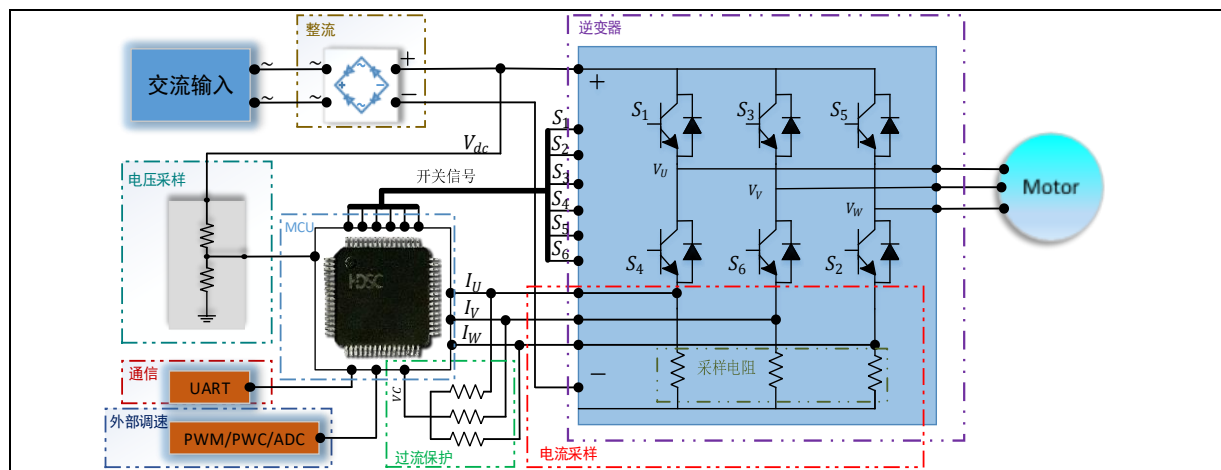 整流
逆变器
交流输入
~ ~ +
~ ~ −
+
S1
S3
S5
S1
S2
S3
S4
S5
S6
Vdc
开关信号
VU
VV
VW
Motor
电压采样
MCU
HDSC
S4
S6
S2
IU
IV
IW
采样电阻
−
通信
UART
VC
外部调速
PWM/PWC/ADC
过流保护
电流采样